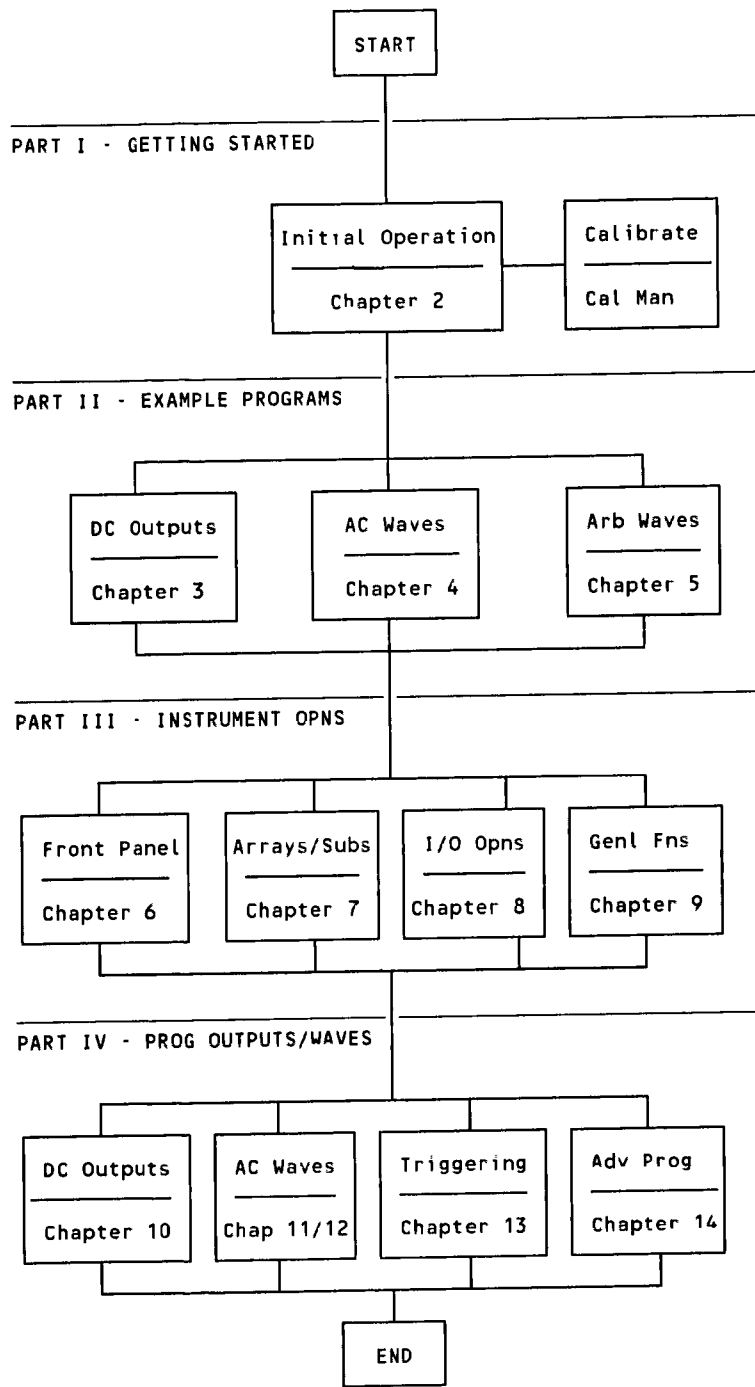 START
PART I - GETTING STARTED
Initial Operation
Chapter 2
Calibrate
Cal Man
PART II - EXAMPLE PROGRAMS
DC Outputs
Chapter 3
AC Waves
Chapter 4
Arb Waves
Chapter 5
PART III - INSTRUMENT OPNS
Front Panel
Chapter 6
Arrays/Subs
Chapter 7
I/O Opns
Chapter 8
Genl Fns
Chapter 9
PART IV - PROG OUTPUTS/WAVES
DC Outputs
Chapter 10
AC Waves
Chap 11/12
Triggering
Chapter 13
Adv Prog
Chapter 14
END